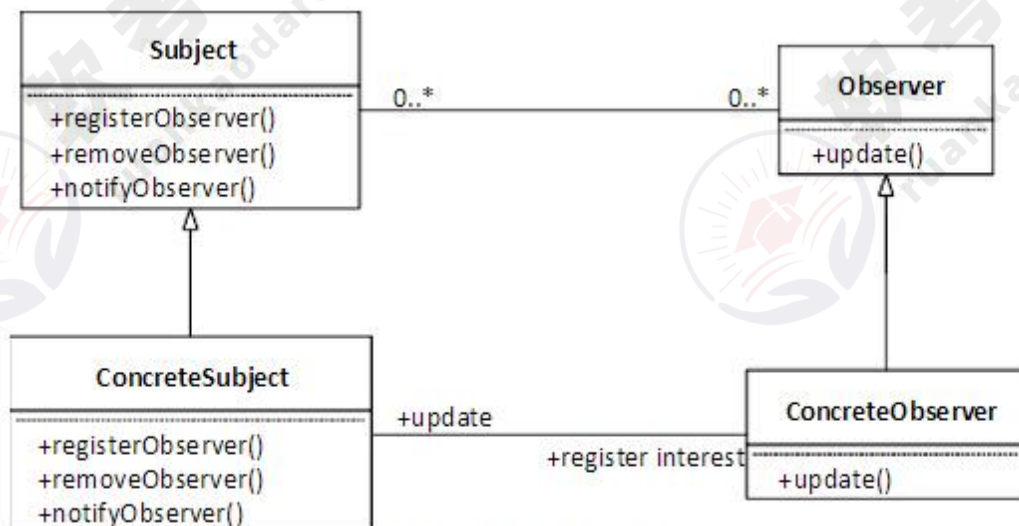 Subject
+registerObserver()
+removeObserver()
+notifyObserver()
0..*
0..*
Observer
+update()
ConcreteSubject
+registerObserver()
+removeObserver()
+notifyObserver()
+update
+register interest
ConcreteObserver
+update()